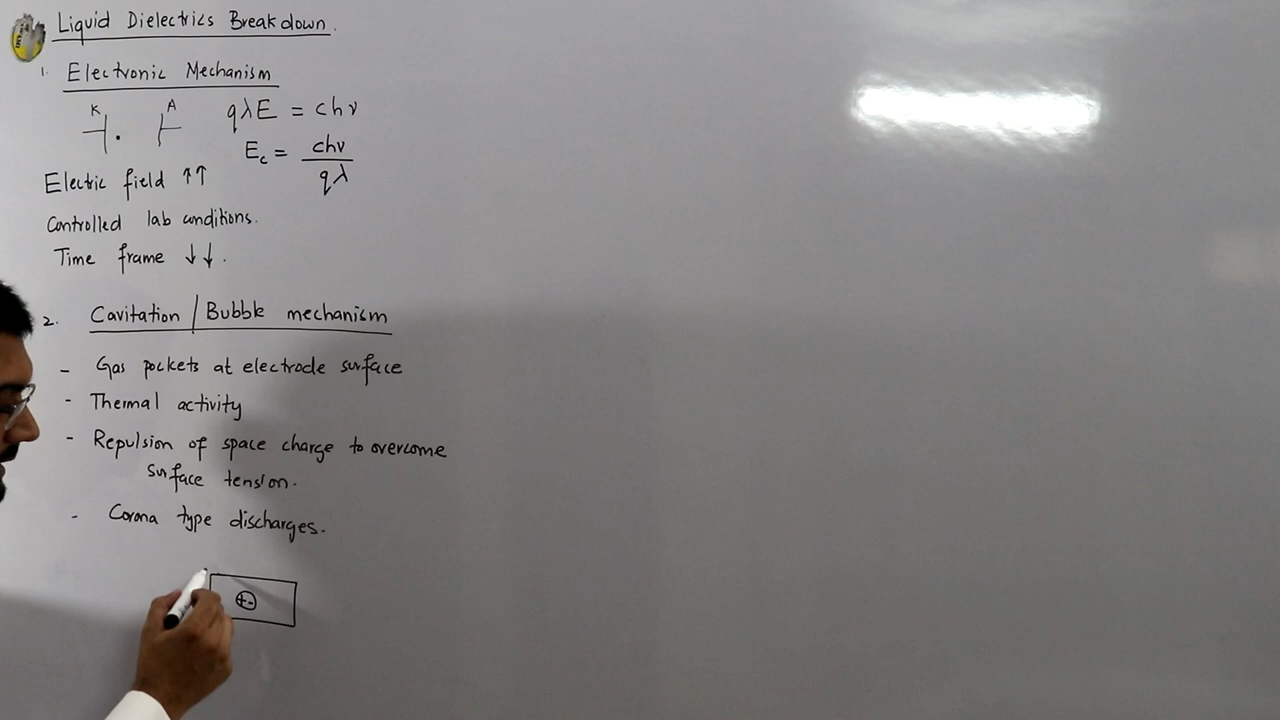 Liquid Dielectrics Breakdown.
1. Electronic Mechanism
K A
qλE = chν
E_c = chν / qλ
Electric field ↑↑
Controlled lab conditions.
Time frame ↓↓.
2. Cavitation / Bubble mechanism
- Gas pockets at electrode surface
- Thermal activity
- Repulsion of space charge to overcome
surface tension.
- Corona type discharges.
+-